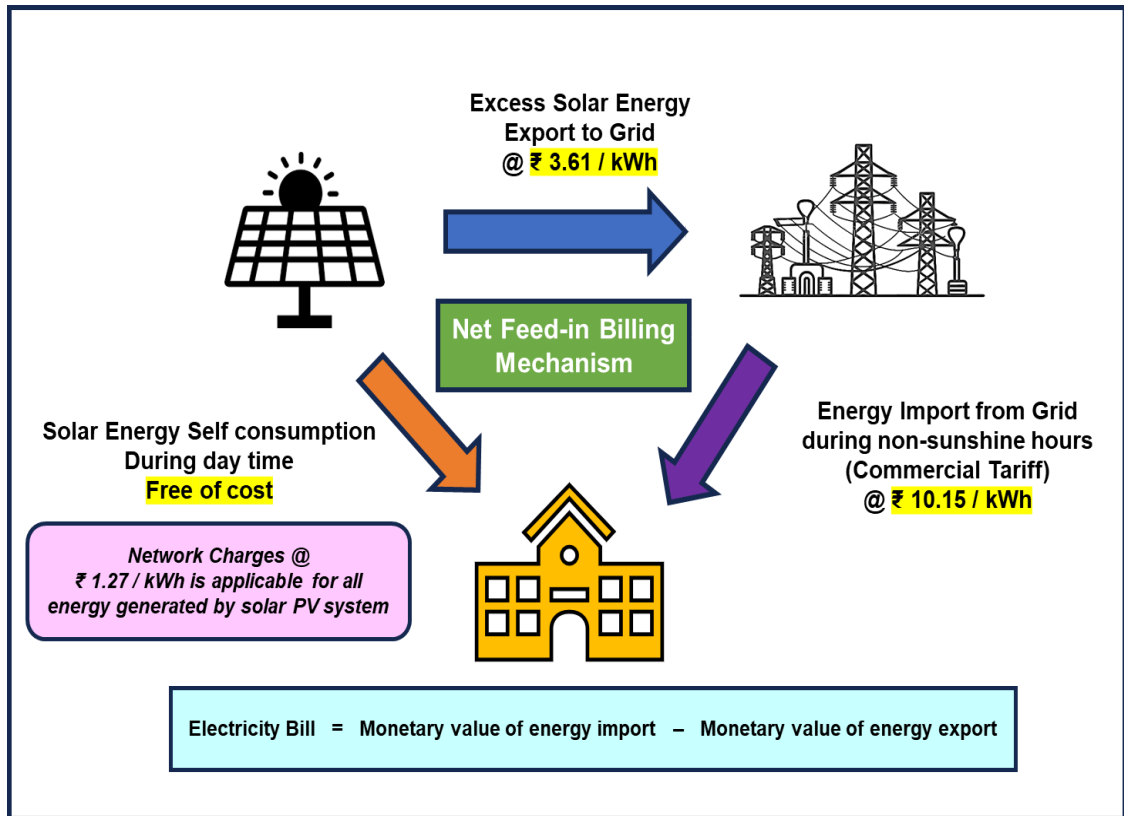 Excess Solar Energy
Export to Grid
@ ₹ 3.61 / kWh
Net Feed-in Billing
Mechanism
Solar Energy Self consumption
During day time
Free of cost
Energy Import from Grid
during non-sunshine hours
(Commercial Tariff)
@ ₹ 10.15 / kWh
Network Charges @
₹ 1.27 / kWh is applicable for all
energy generated by solar PV system
Electricity Bill = Monetary value of energy import – Monetary value of energy export